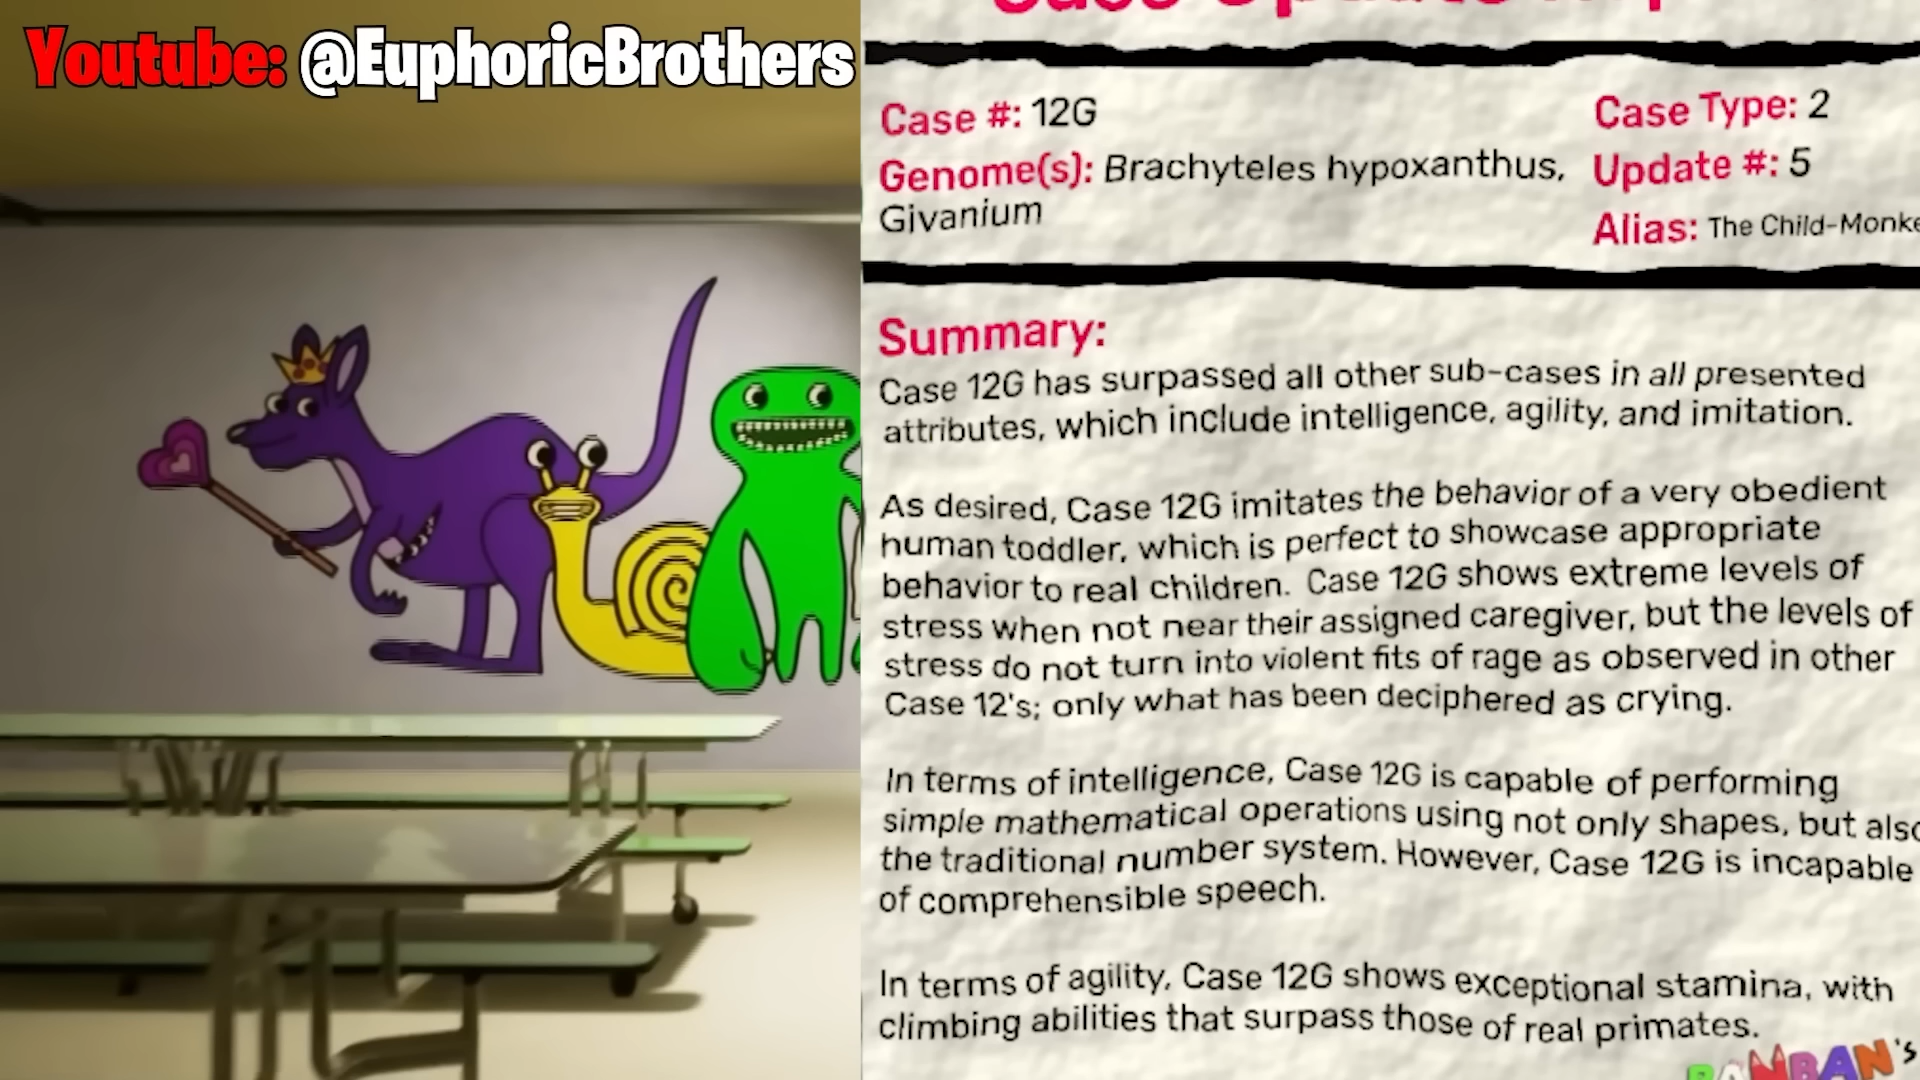 Youtube: @EuphoricBrothers
Case #: 12G
Case Type: 2
Genome(s): Brachyteles hypoxanthus,
Givanium
Update #: 5
Alias: The Child-Monke
Summary:
Case 12G has surpassed all other sub-cases in all presented
attributes, which include intelligence, agility, and imitation.
As desired, Case 12G imitates the behavior of a very obedient
human toddler, which is perfect to showcase appropriate
behavior to real children. Case 12G shows extreme levels of
stress when not near their assigned caregiver, but the levels of
stress do not turn into violent fits of rage as observed in other
Case 12's; only what has been deciphered as crying.
In terms of intelligence, Case 12G is capable of performing
simple mathematical operations using not only shapes, but also
the traditional number system. However, Case 12G is incapable
of comprehensible speech.
In terms of agility, Case 12G shows exceptional stamina, with
climbing abilities that surpass those of real primates.
BANBAN's